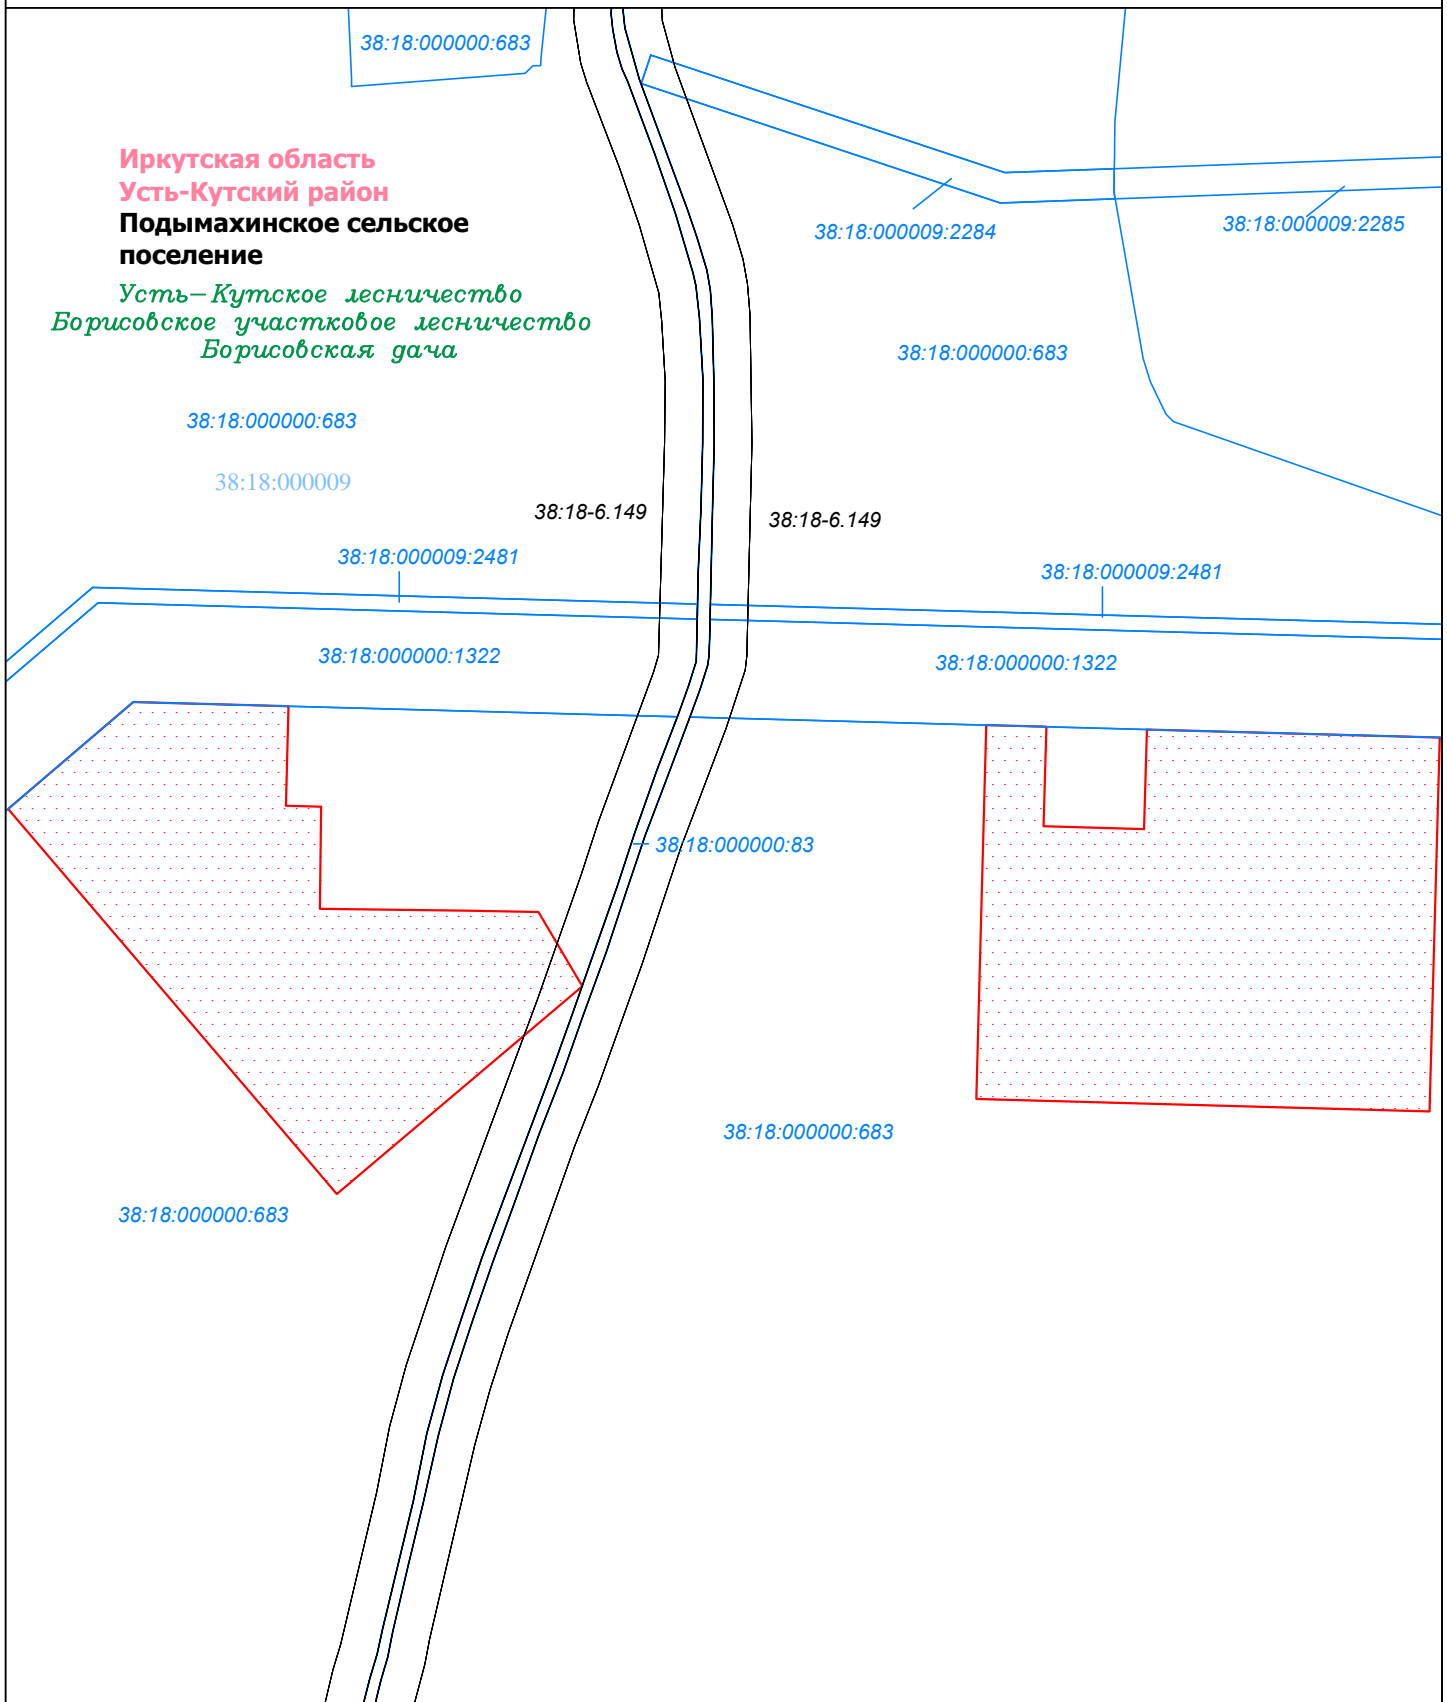 38:18:000000:683
Иркутская область
Усть-Кутский район
Подымахинское сельское
поселение
Усть-Кутское лесничество
Борисовское участковое лесничество
Борисовская дача
38:18:000009:2284
38:18:000009:2285
38:18:000000:683
38:18:000000:683
38:18:000009
38:18-6.149
38:18-6.149
38:18:000009:2481
38:18:000009:2481
38:18:000000:1322
38:18:000000:1322
38:18:000000:83
38:18:000000:683
38:18:000000:683